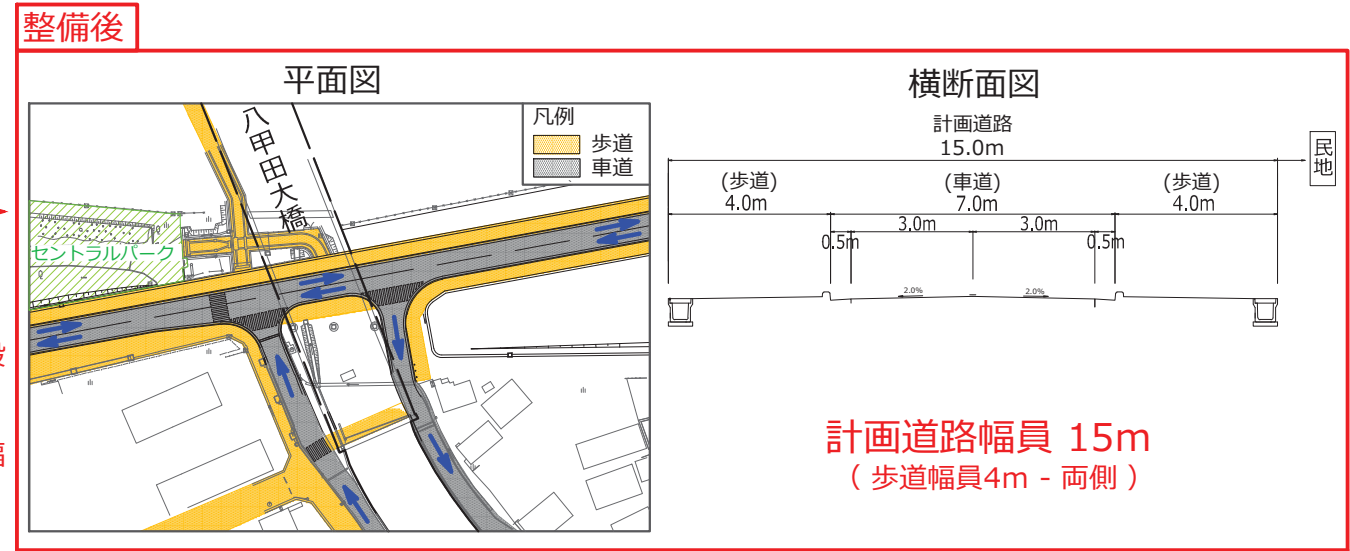 整備後
平面図
凡例
歩道
車道
八甲田大橋
セントラルパーク
横断面図
計画道路
15.0m
民地
(歩道)
(車道)
(歩道)
4.0m
7.0m
4.0m
3.0m
3.0m
0.5m
0.5m
2.0%
2.0%
計画道路幅員 15m
( 歩道幅員4m - 両側 )